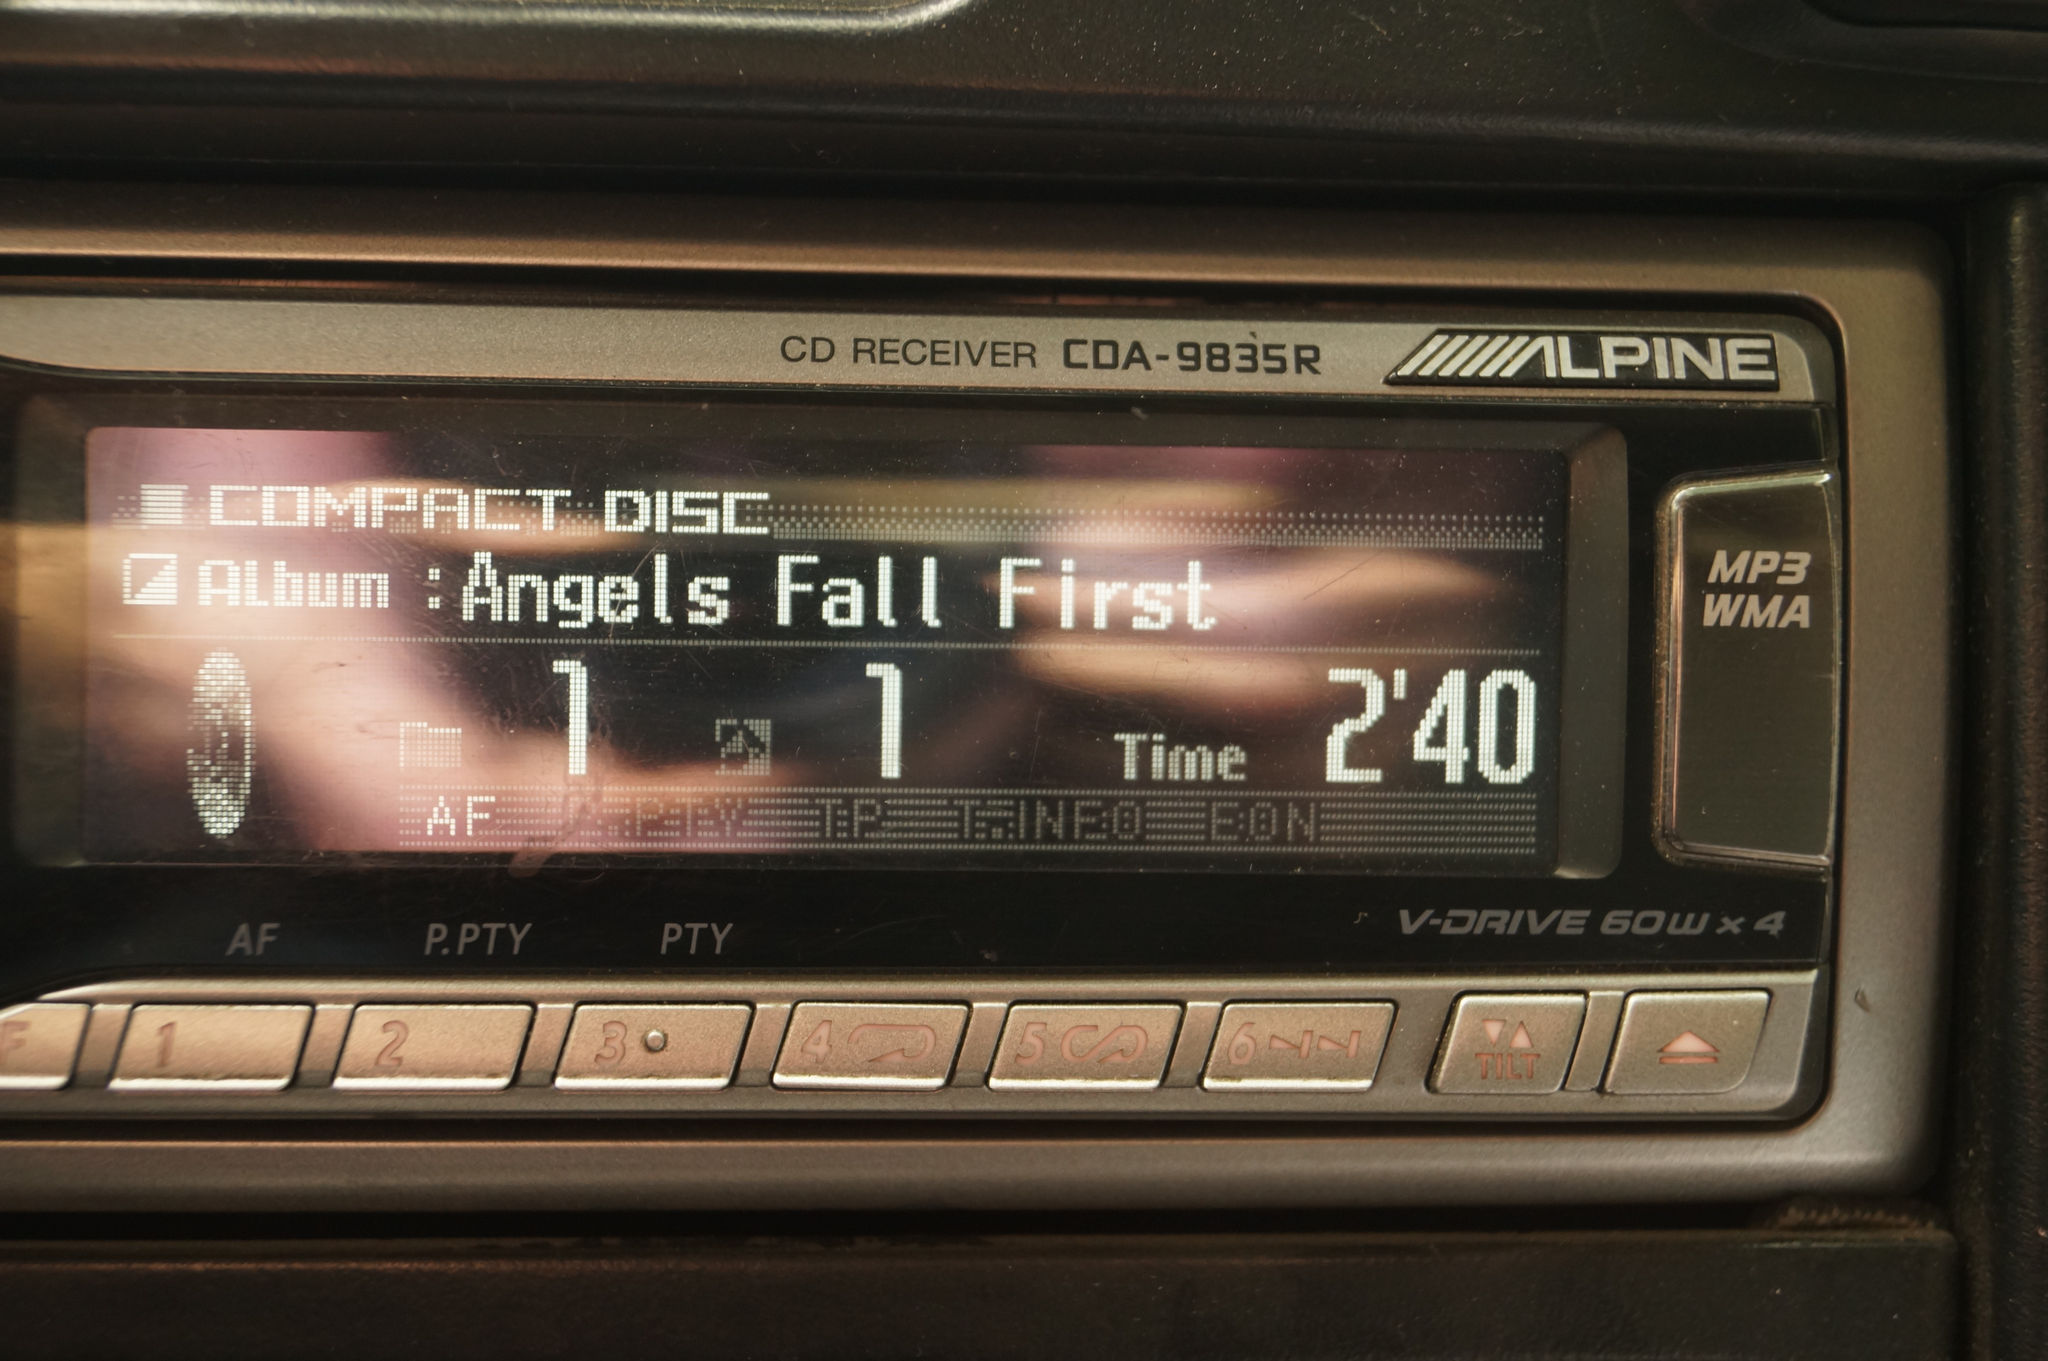 CD RECEIVER CDA-9835R ALPINE
COMPACT DISC
Album : Angels Fall First
MP3
WMA
1 1 Time 2'40
AF P.PTY T.P T.INFO EON
V-DRIVE 60W x 4
AF P.PTY PTY
F 1 2 3 4 5 6 TILT